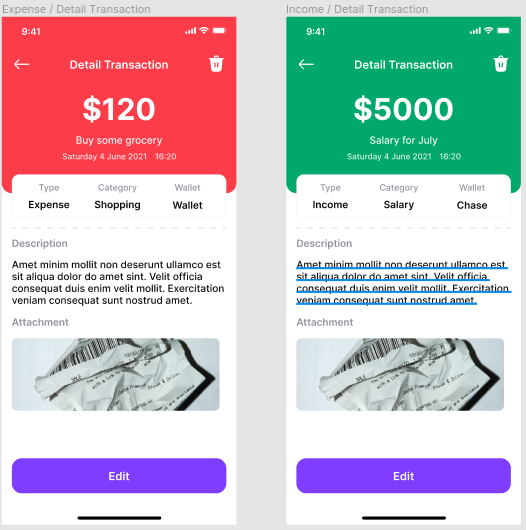 Expense / Detail Transaction
9:41
Detail Transaction
$120
Buy some grocery
Saturday 4 June 2021 16:20
Type Category Wallet
Expense Shopping Wallet
Description
Amet minim mollit non deserunt ullamco est
sit aliqua dolor do amet sint. Velit officia
consequat duis enim velit mollit. Exercitation
veniam consequat sunt nostrud amet.
Attachment
Edit
Income / Detail Transaction
9:41
Detail Transaction
$5000
Salary for July
Saturday 4 June 2021 16:20
Type Category Wallet
Income Salary Chase
Description
Amet minim mollit non deserunt ullamco est
sit aliqua dolor do amet sint. Velit officia
consequat duis enim velit mollit. Exercitation
veniam consequat sunt nostrud amet.
Attachment
Edit